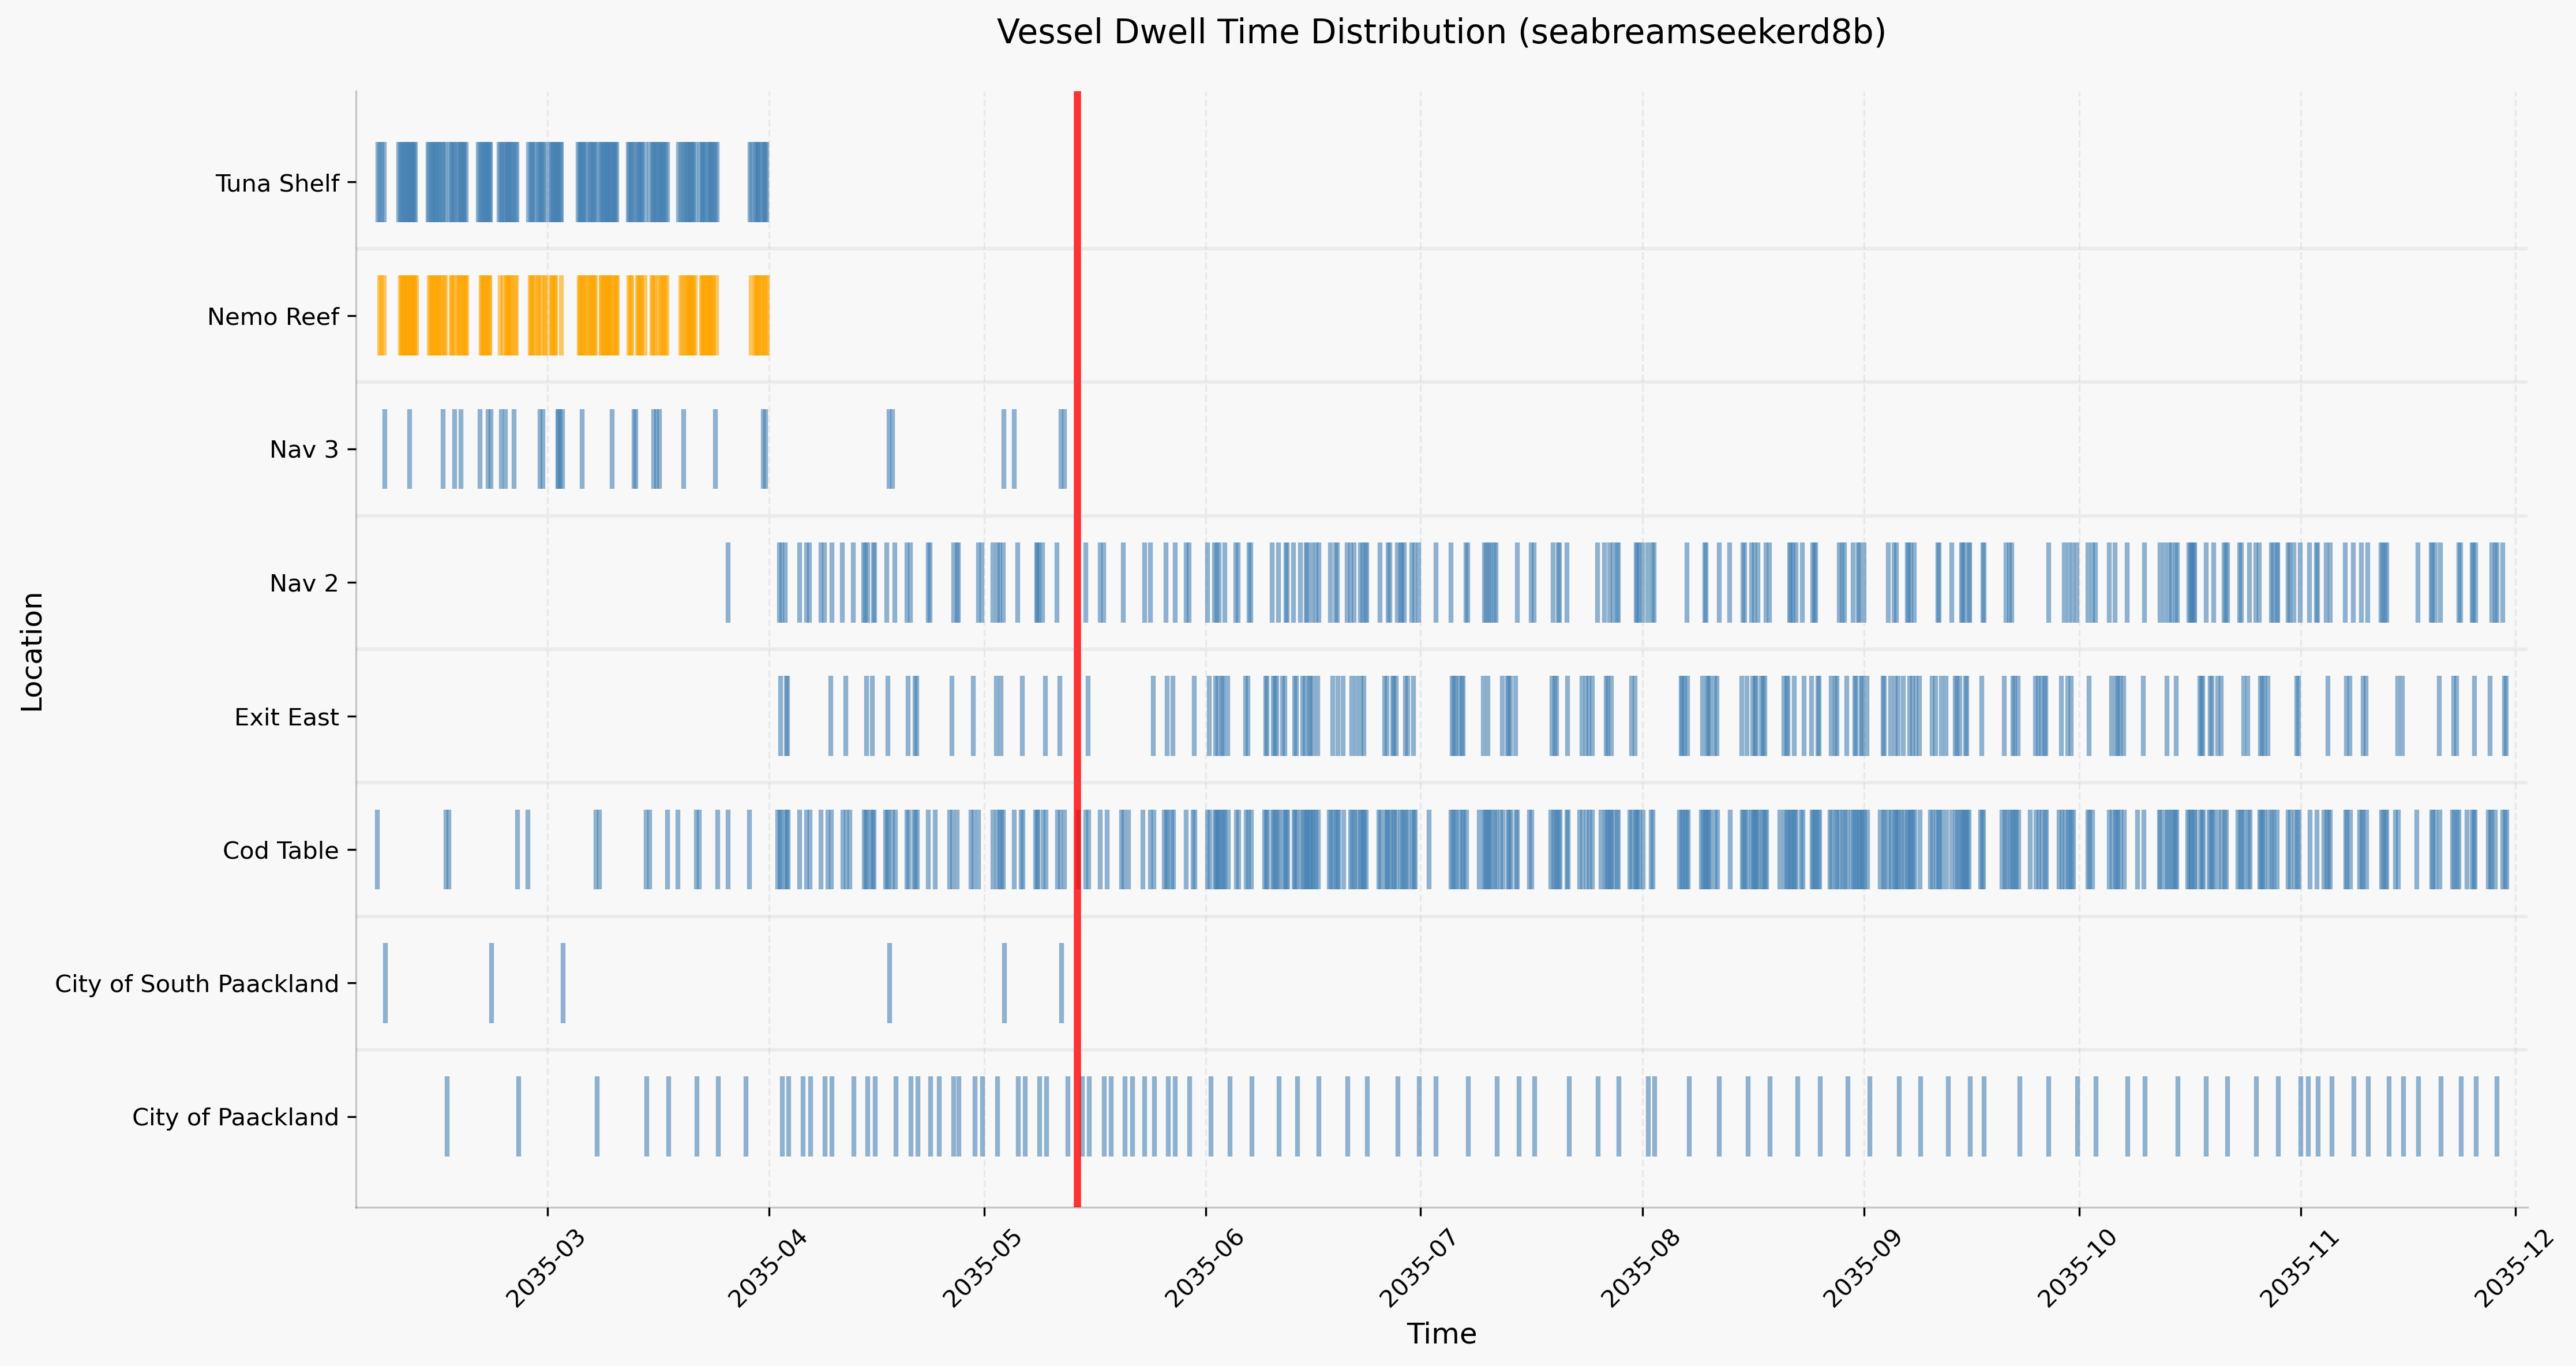 Vessel Dwell Time Distribution (seabreamseekerd8b)
Location
Tuna Shelf
Nemo Reef
Nav 3
Nav 2
Exit East
Cod Table
City of South Paackland
City of Paackland
2035-03
2035-04
2035-05
2035-06
2035-07
2035-08
2035-09
2035-10
2035-11
2035-12
Time